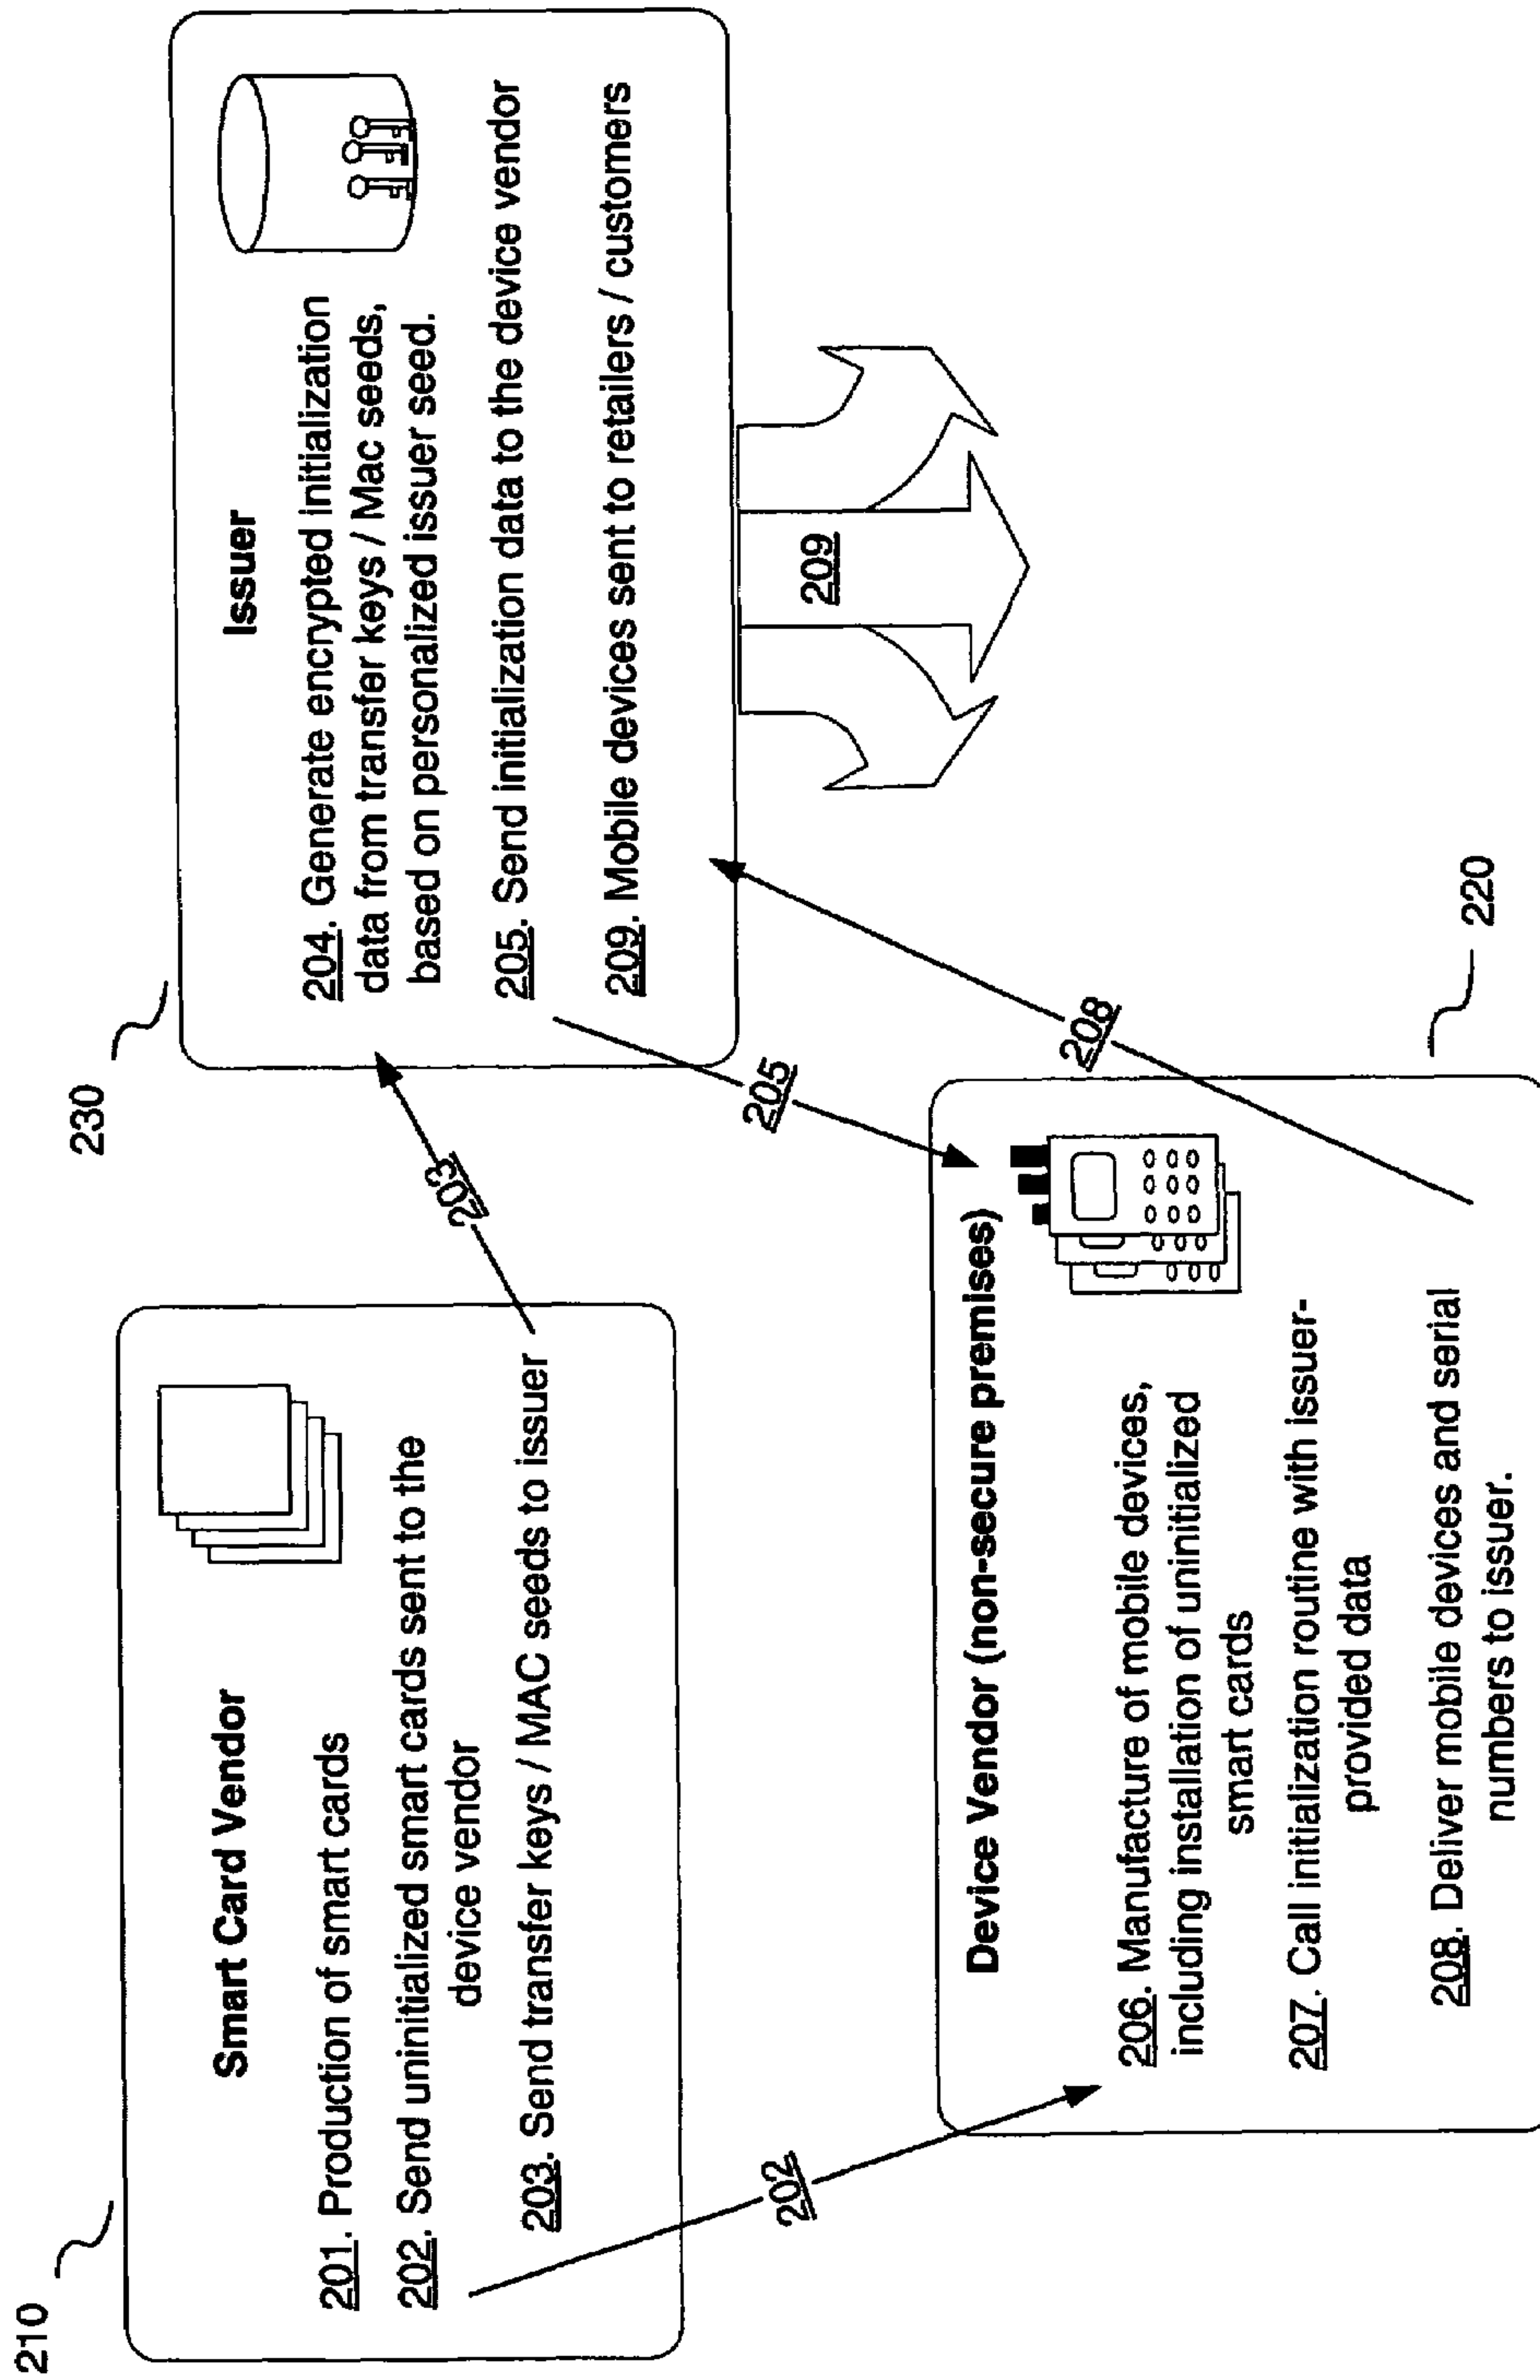 210
Smart Card Vendor
201. Production of smart cards
202. Send uninitialized smart cards sent to the
device vendor
203. Send transfer keys / MAC seeds to issuer
230
Issuer
204. Generate encrypted initialization
data from transfer keys / Mac seeds,
based on personalized issuer seed.
205. Send initialization data to the device vendor
209. Mobile devices sent to retailers / customers
203
202
205
208
209
220
Device Vendor (non-secure premises)
206. Manufacture of mobile devices,
including installation of uninitialized
smart cards
207. Call initialization routine with issuer-
provided data
208. Deliver mobile devices and serial
numbers to issuer.